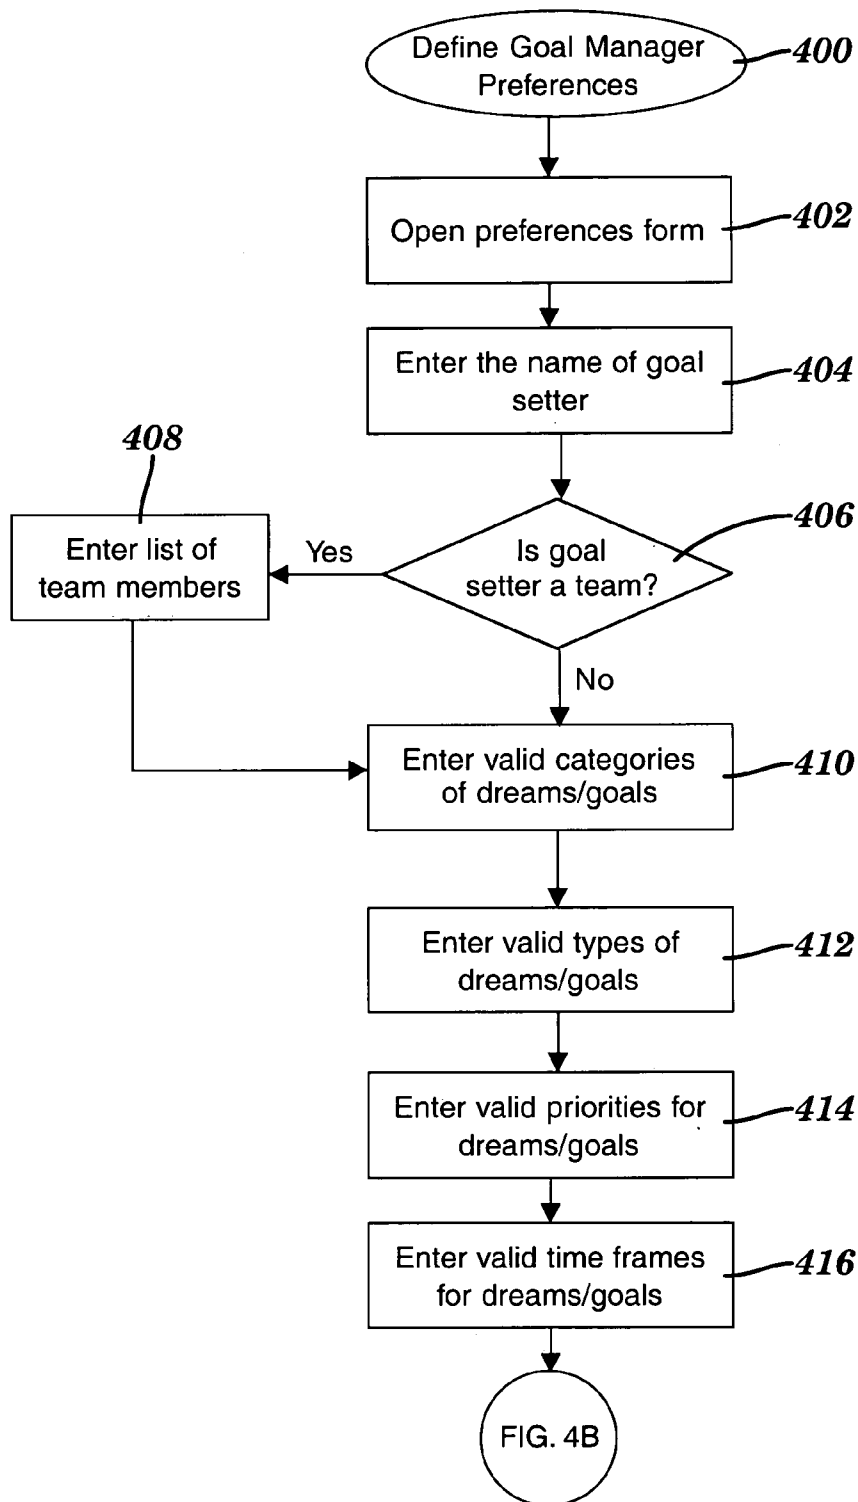 Define Goal Manager
Preferences
400
Open preferences form
402
Enter the name of goal
setter
404
408
Enter list of
team members
Yes
Is goal
setter a team?
406
No
Enter valid categories
of dreams/goals
410
Enter valid types of
dreams/goals
412
Enter valid priorities for
dreams/goals
414
Enter valid time frames
for dreams/goals
416
FIG. 4B